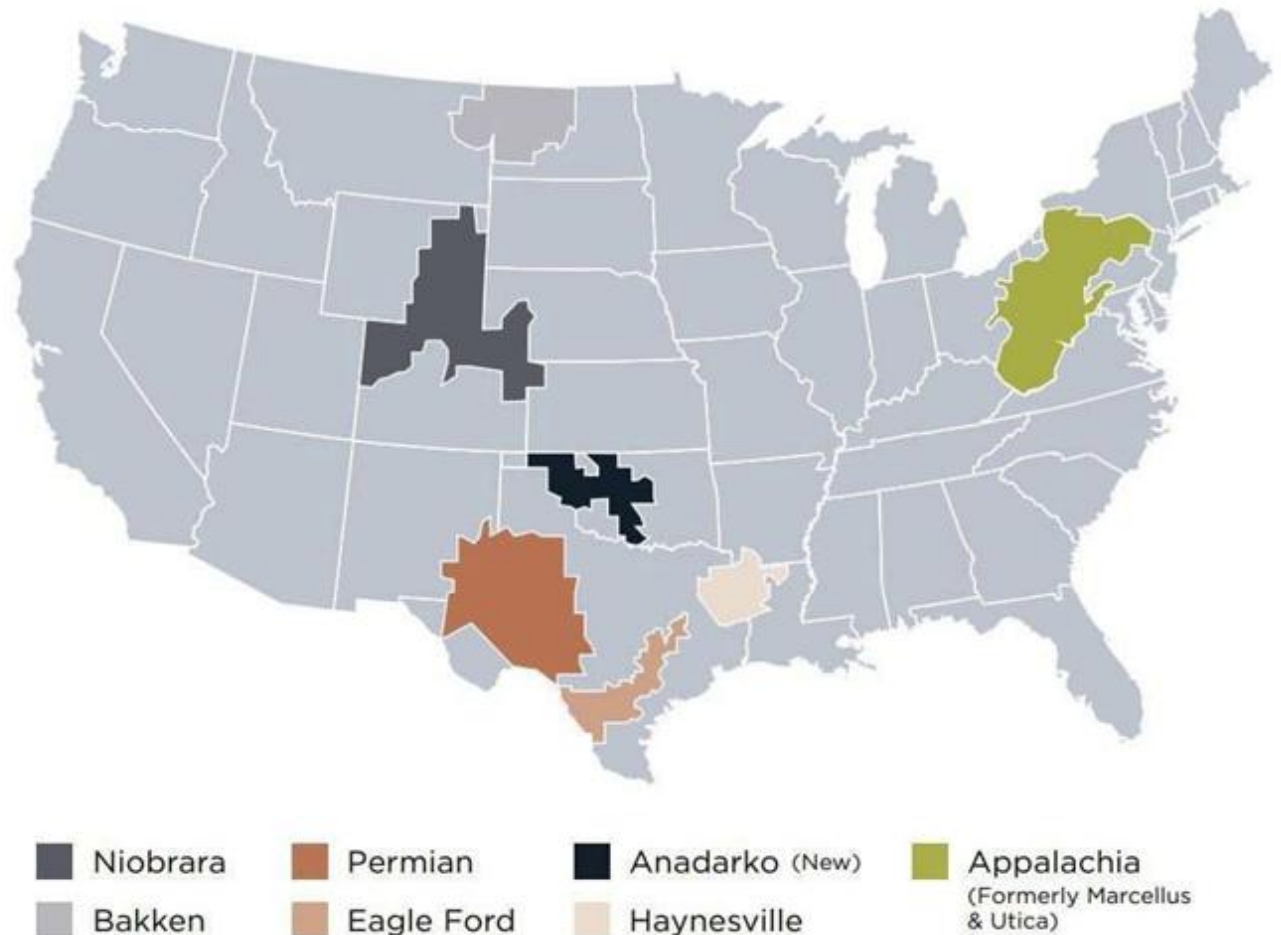 Niobrara
Permian
Anadarko (New)
Appalachia
(Formerly Marcellus
& Utica)
Bakken
Eagle Ford
Haynesville